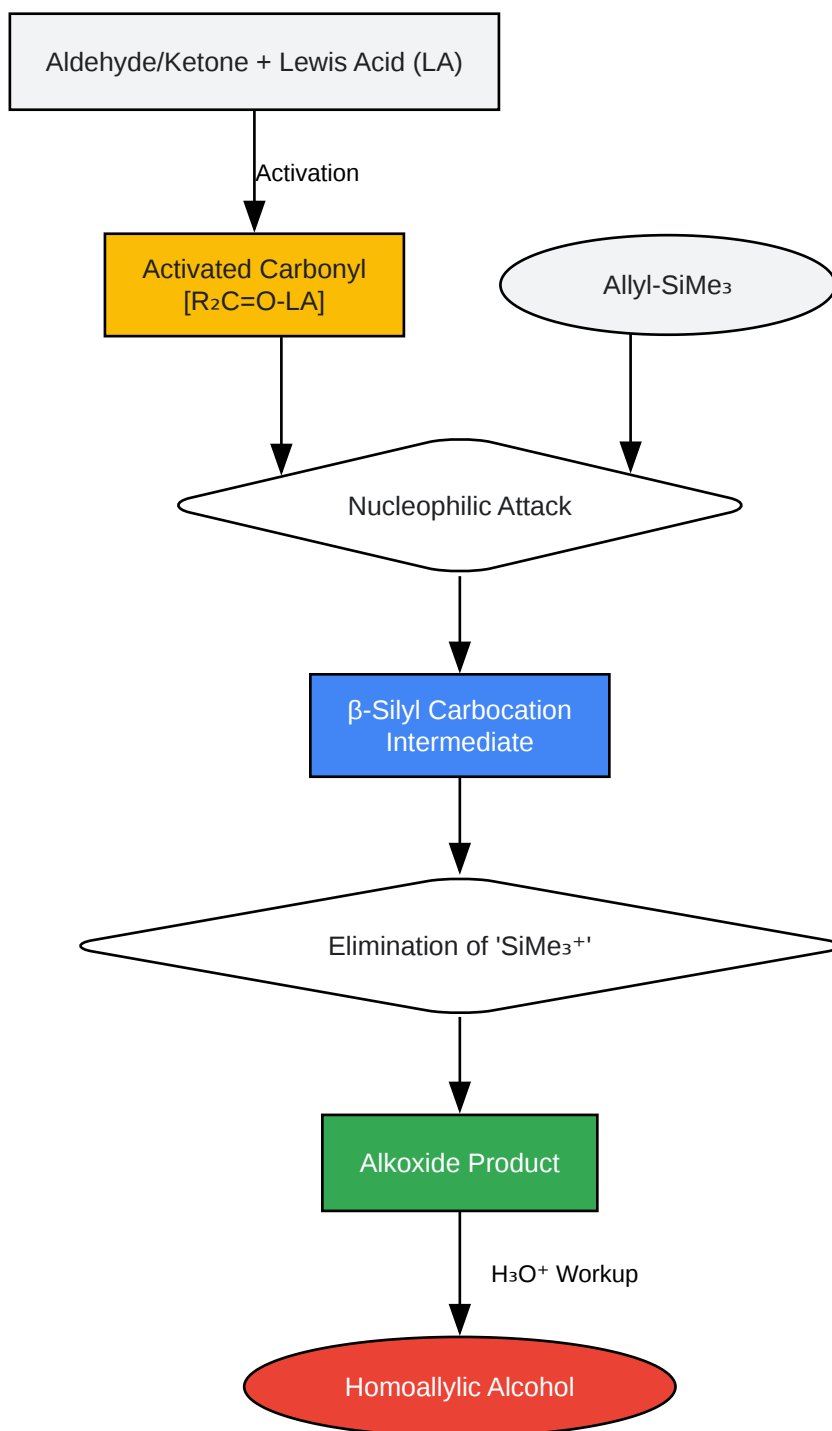 Aldehyde/Ketone + Lewis Acid (LA)
Activation
Activated Carbonyl
[R₂C=O-LA]
Allyl-SiMe₃
Nucleophilic Attack
β-Silyl Carbocation
Intermediate
Elimination of 'SiMe₃⁺'
Alkoxide Product
H₃O⁺ Workup
Homoallylic Alcohol